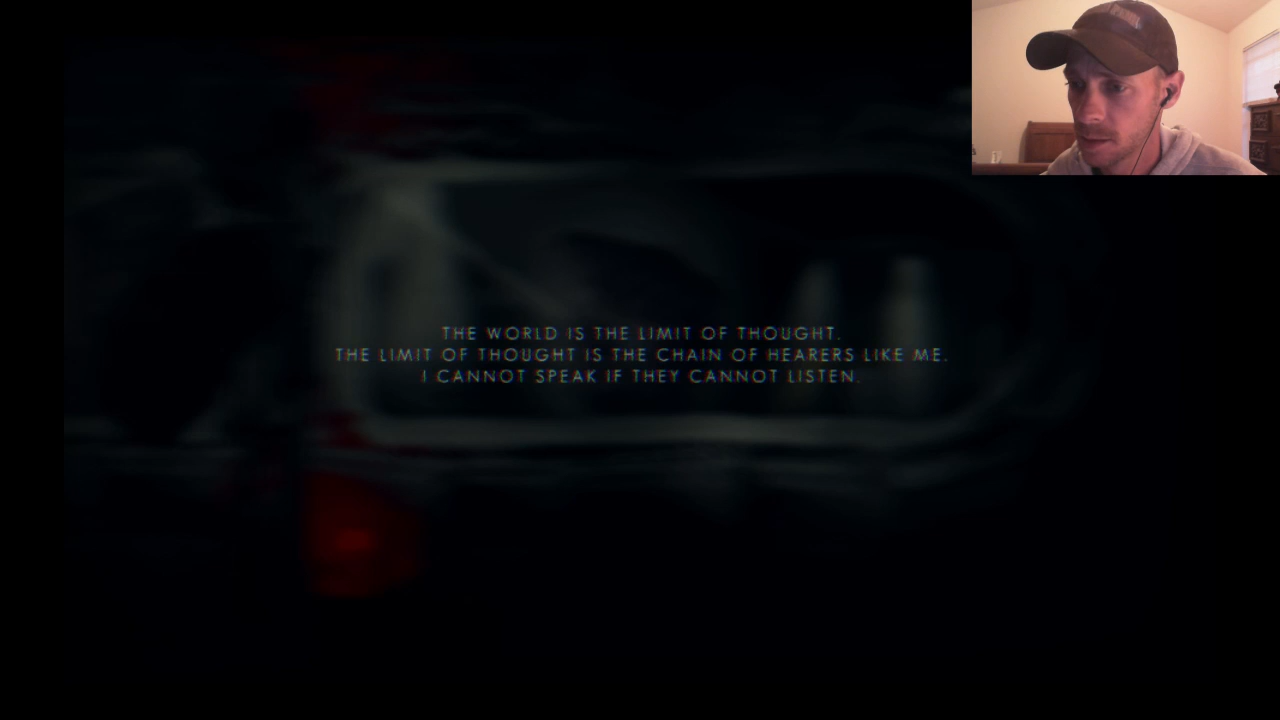 THE WORLD IS THE LIMIT OF THOUGHT.
THE LIMIT OF THOUGHT IS THE CHAIN OF HEARERS LIKE ME.
I CANNOT SPEAK IF THEY CANNOT LISTEN.